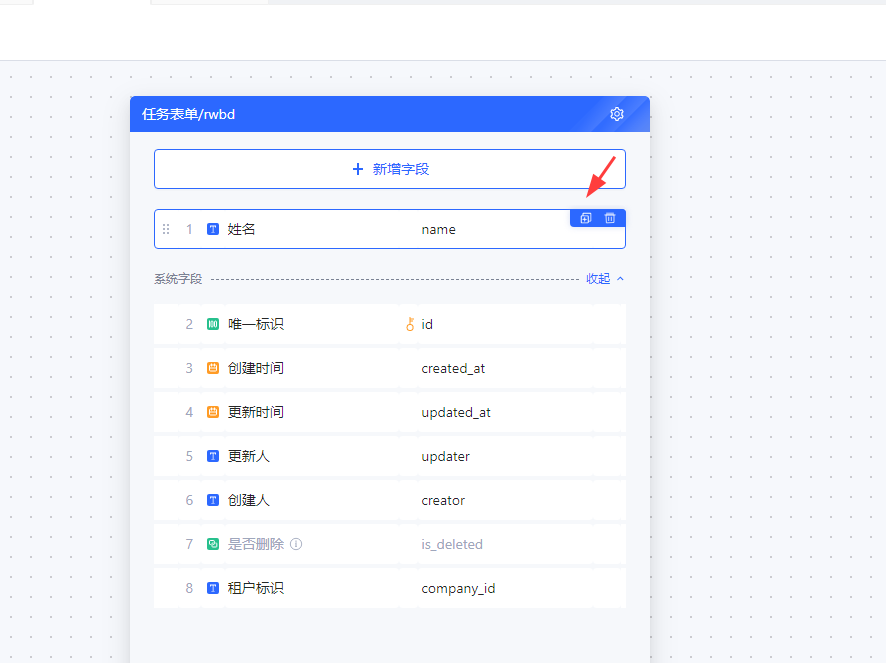 任务表单/rwbd
+ 新增字段
1 T 姓名 name
系统字段 收起
2 唯一标识 id
3 创建时间 created_at
4 更新时间 updated_at
5 T 更新人 updater
6 T 创建人 creator
7 是否删除 is_deleted
8 T 租户标识 company_id